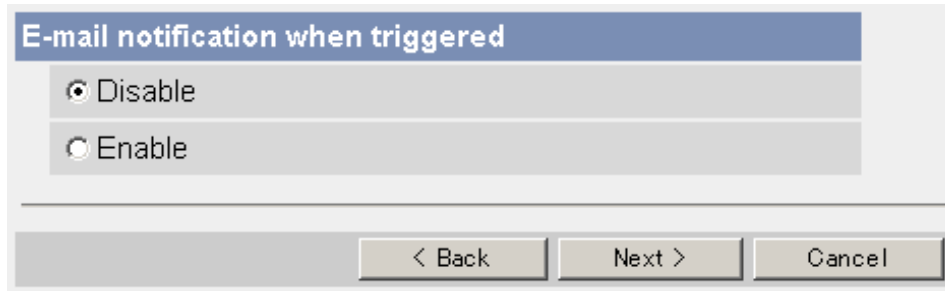 E-mail notification when triggered
Disable
Enable
< Back Next > Cancel